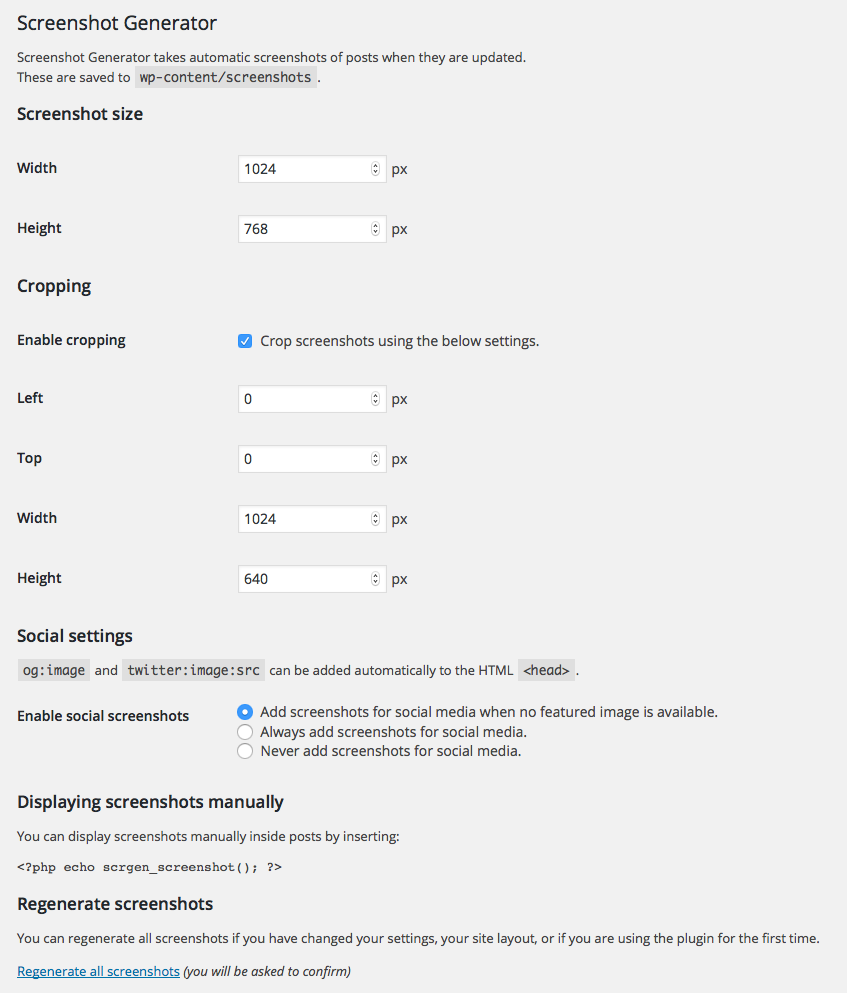 Screenshot Generator
Screenshot Generator takes automatic screenshots of posts when they are updated.
These are saved to wp-content/screenshots .
Screenshot size
Width 1024 px
Height 768 px
Cropping
Enable cropping Crop screenshots using the below settings.
Left 0 px
Top 0 px
Width 1024 px
Height 640 px
Social settings
og:image and twitter:image:src can be added automatically to the HTML <head> .
Enable social screenshots Add screenshots for social media when no featured image is available.
Always add screenshots for social media.
Never add screenshots for social media.
Displaying screenshots manually
You can display screenshots manually inside posts by inserting:
<?php echo scrgen_screenshot(); ?>
Regenerate screenshots
You can regenerate all screenshots if you have changed your settings, your site layout, or if you are using the plugin for the first time.
Regenerate all screenshots (you will be asked to confirm)